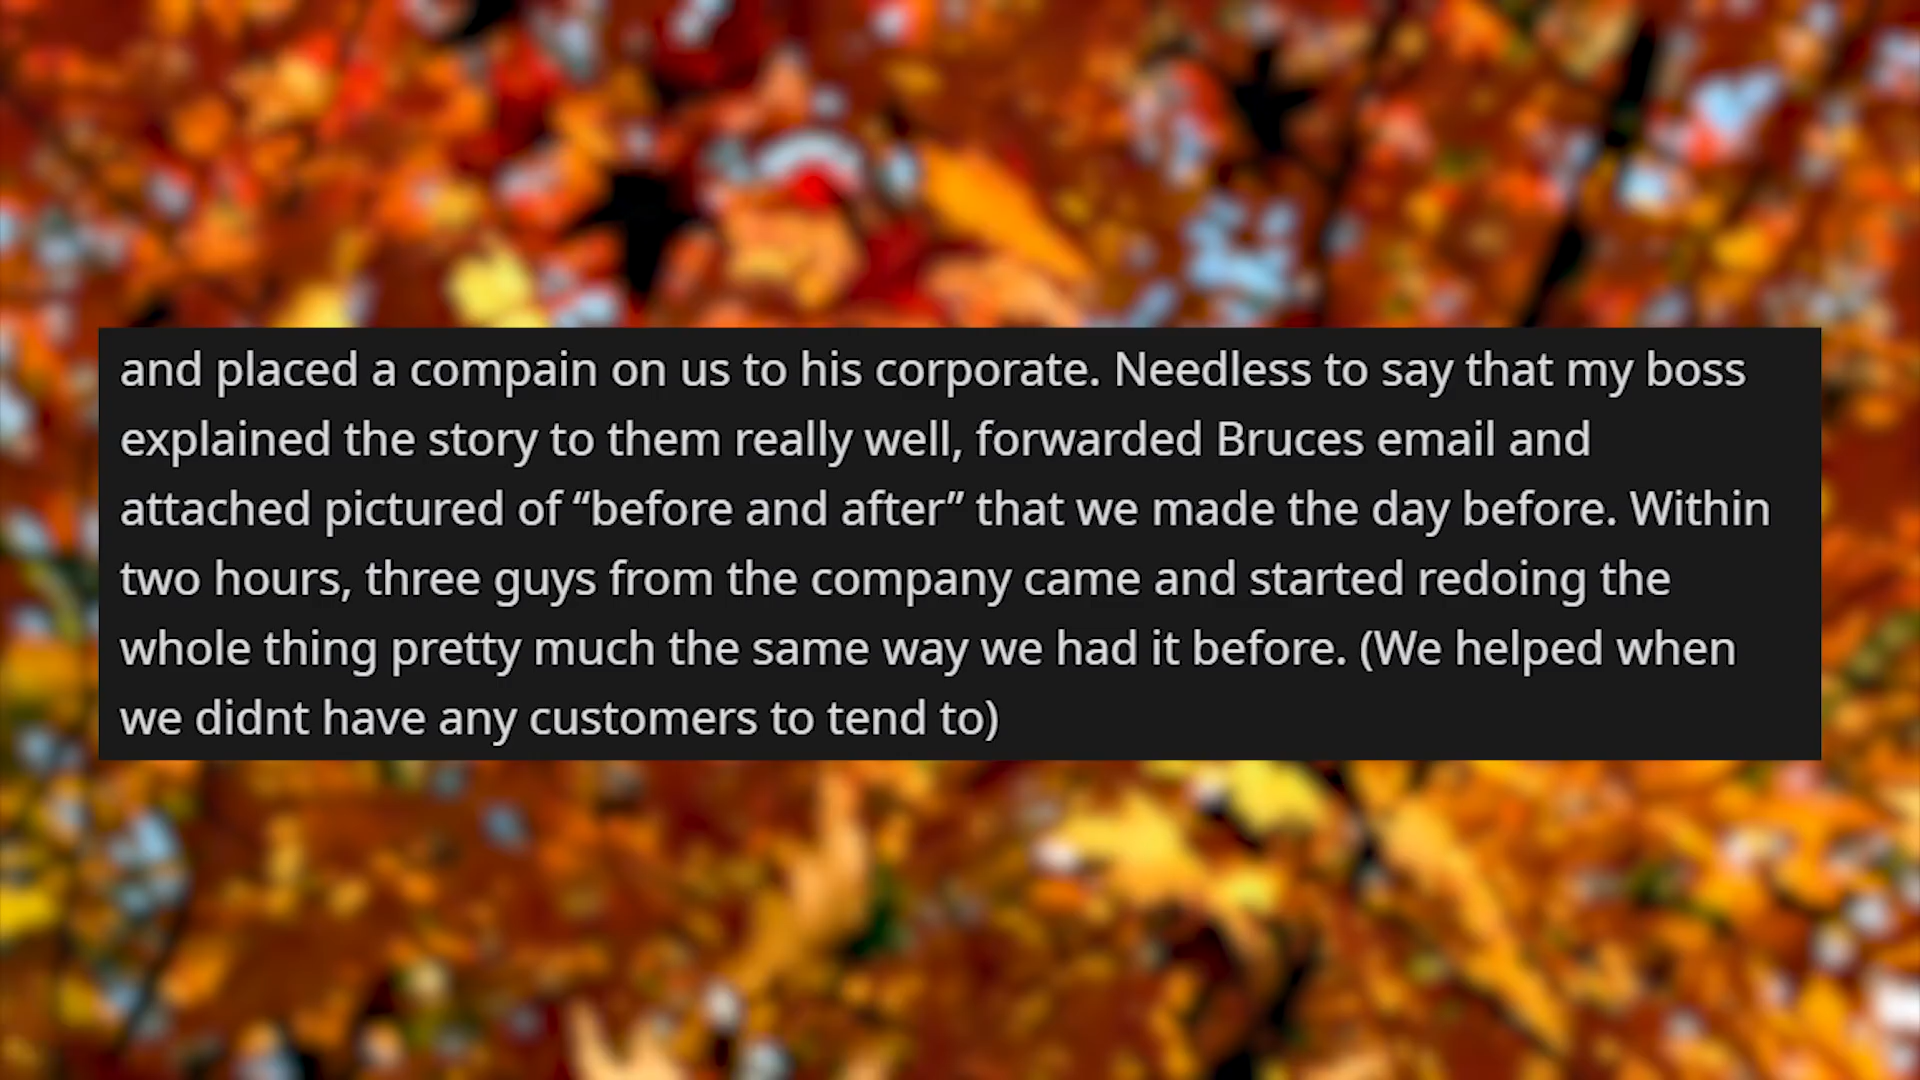 and placed a compain on us to his corporate. Needless to say that my boss
explained the story to them really well, forwarded Bruces email and
attached pictured of “before and after” that we made the day before. Within
two hours, three guys from the company came and started redoing the
whole thing pretty much the same way we had it before. (We helped when
we didnt have any customers to tend to)